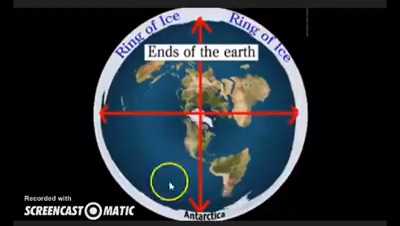 Ring of Ice
Ring of Ice
Ends of the earth
Antarctica
Recorded with
SCREENCAST O MATIC